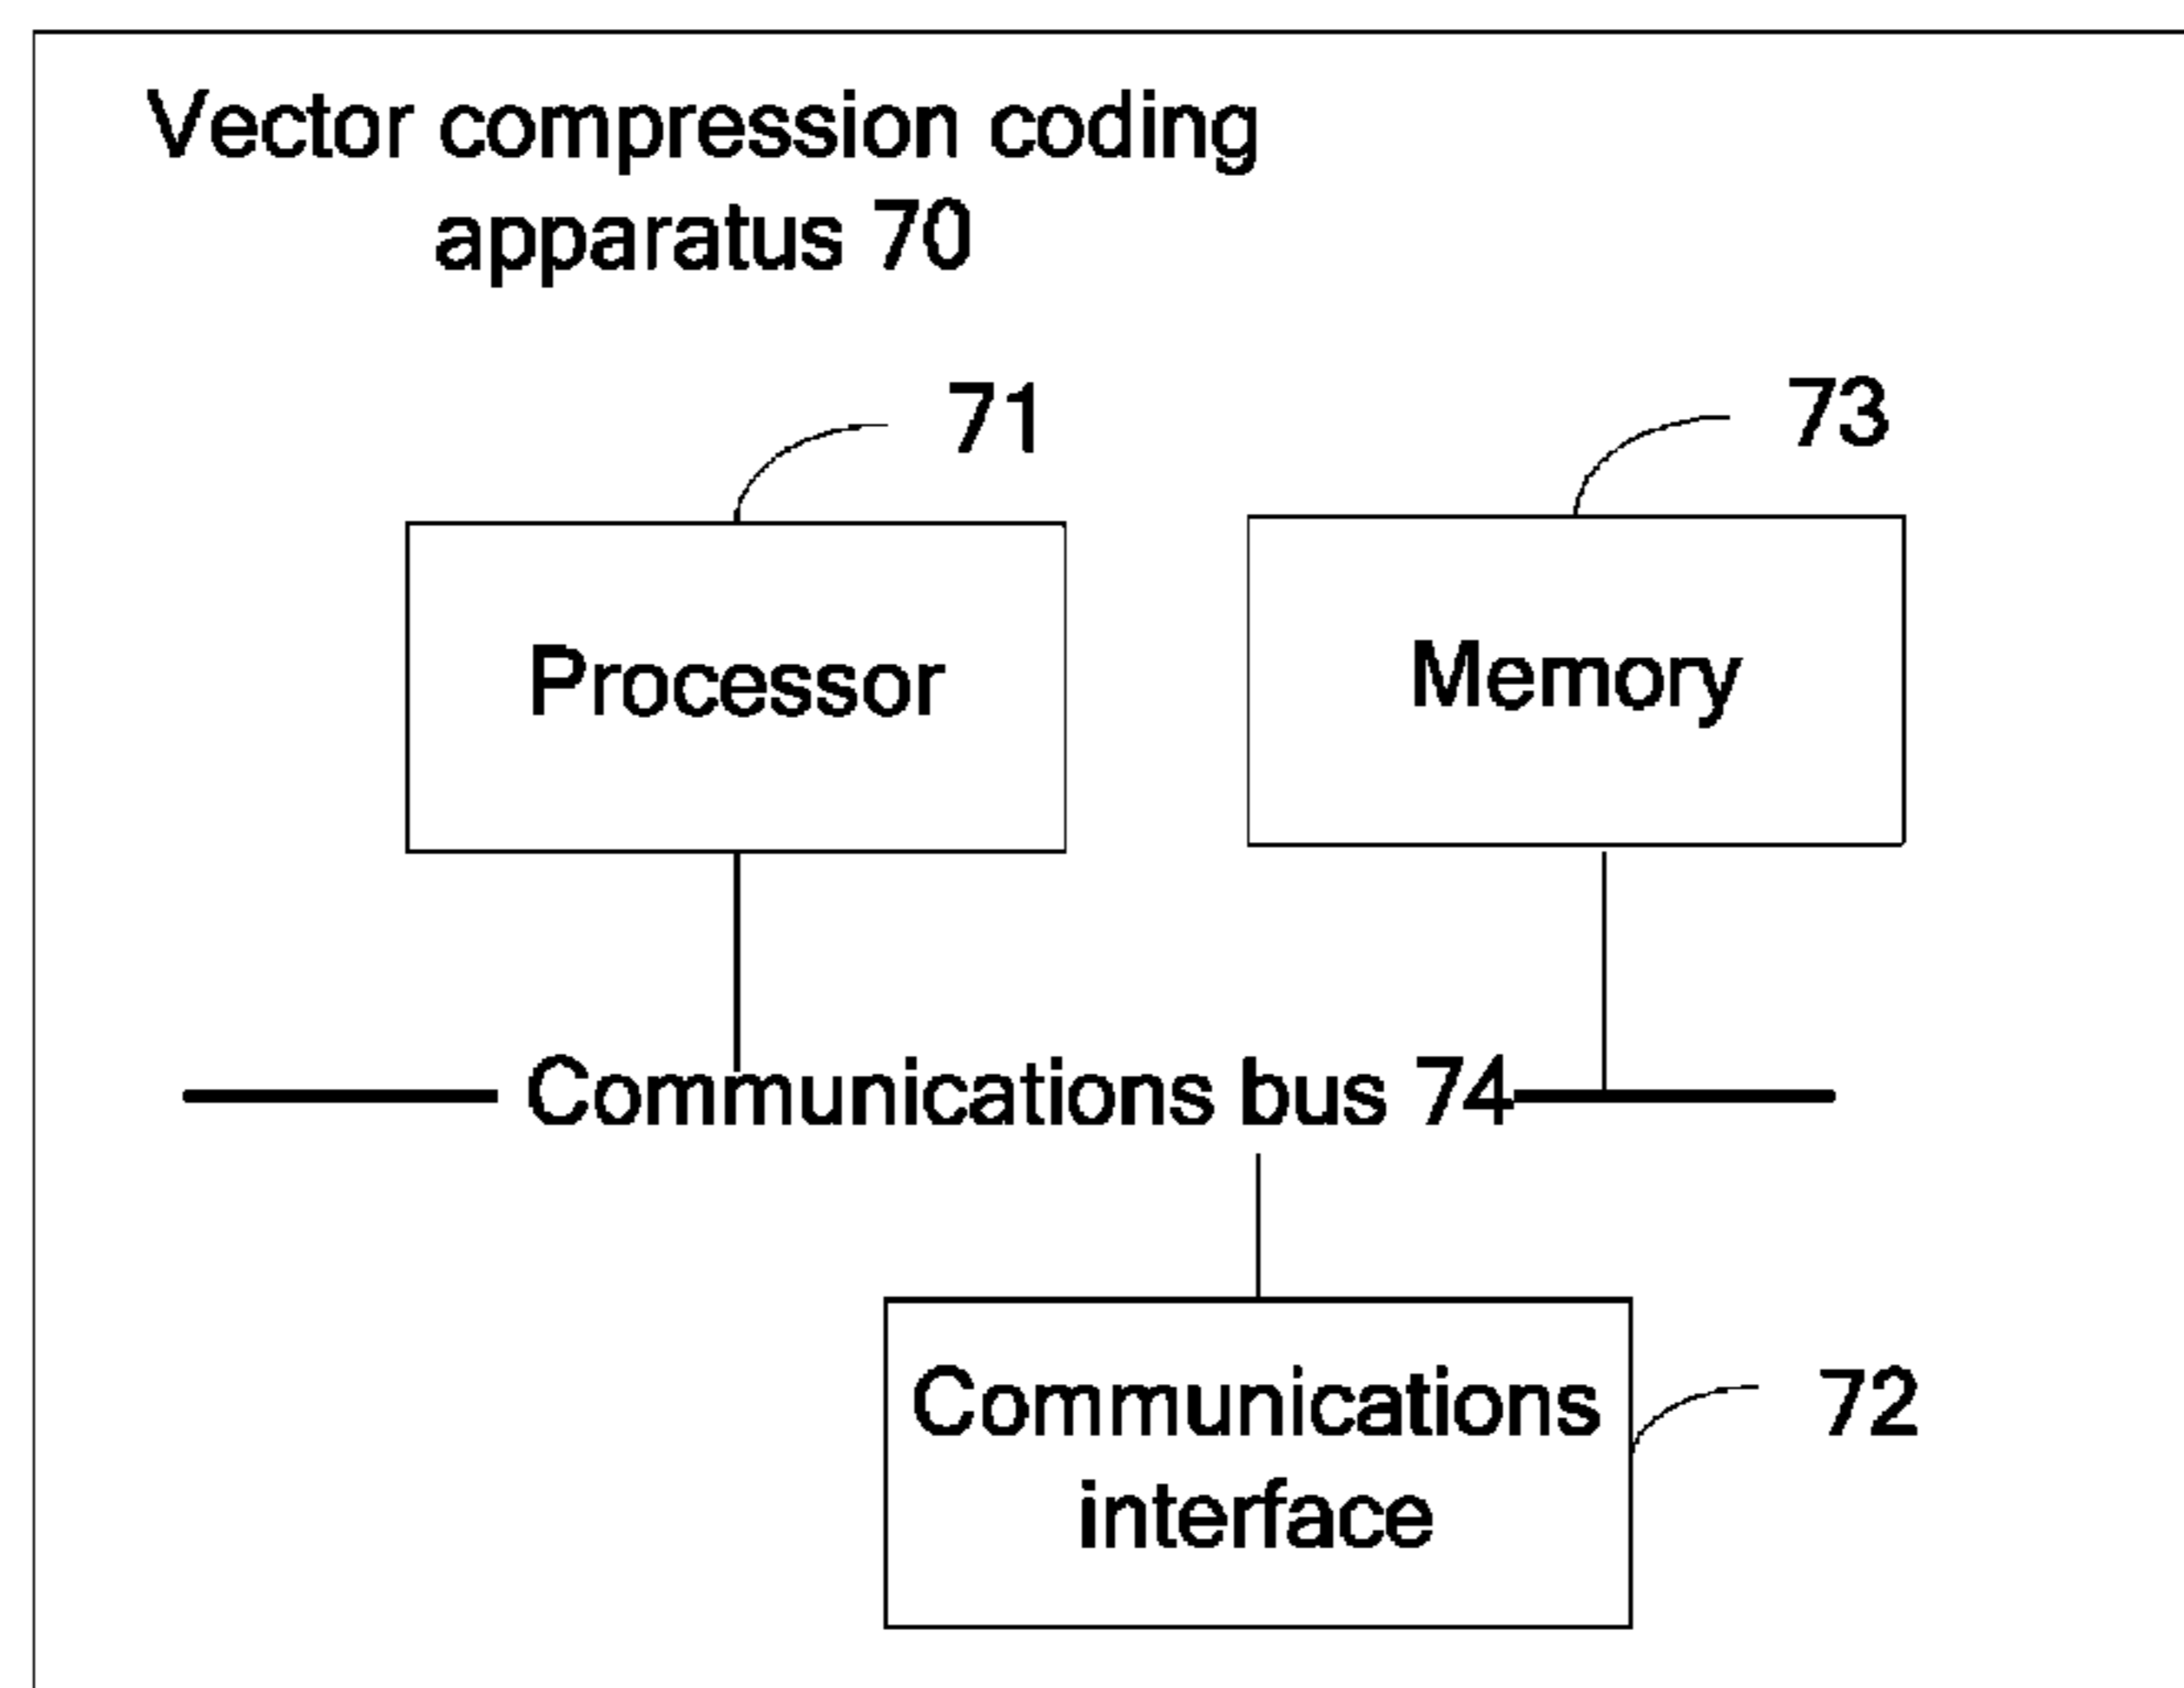 Vector compression coding
apparatus 70
71
73
Processor
Memory
Communications bus 74
Communications
interface
72